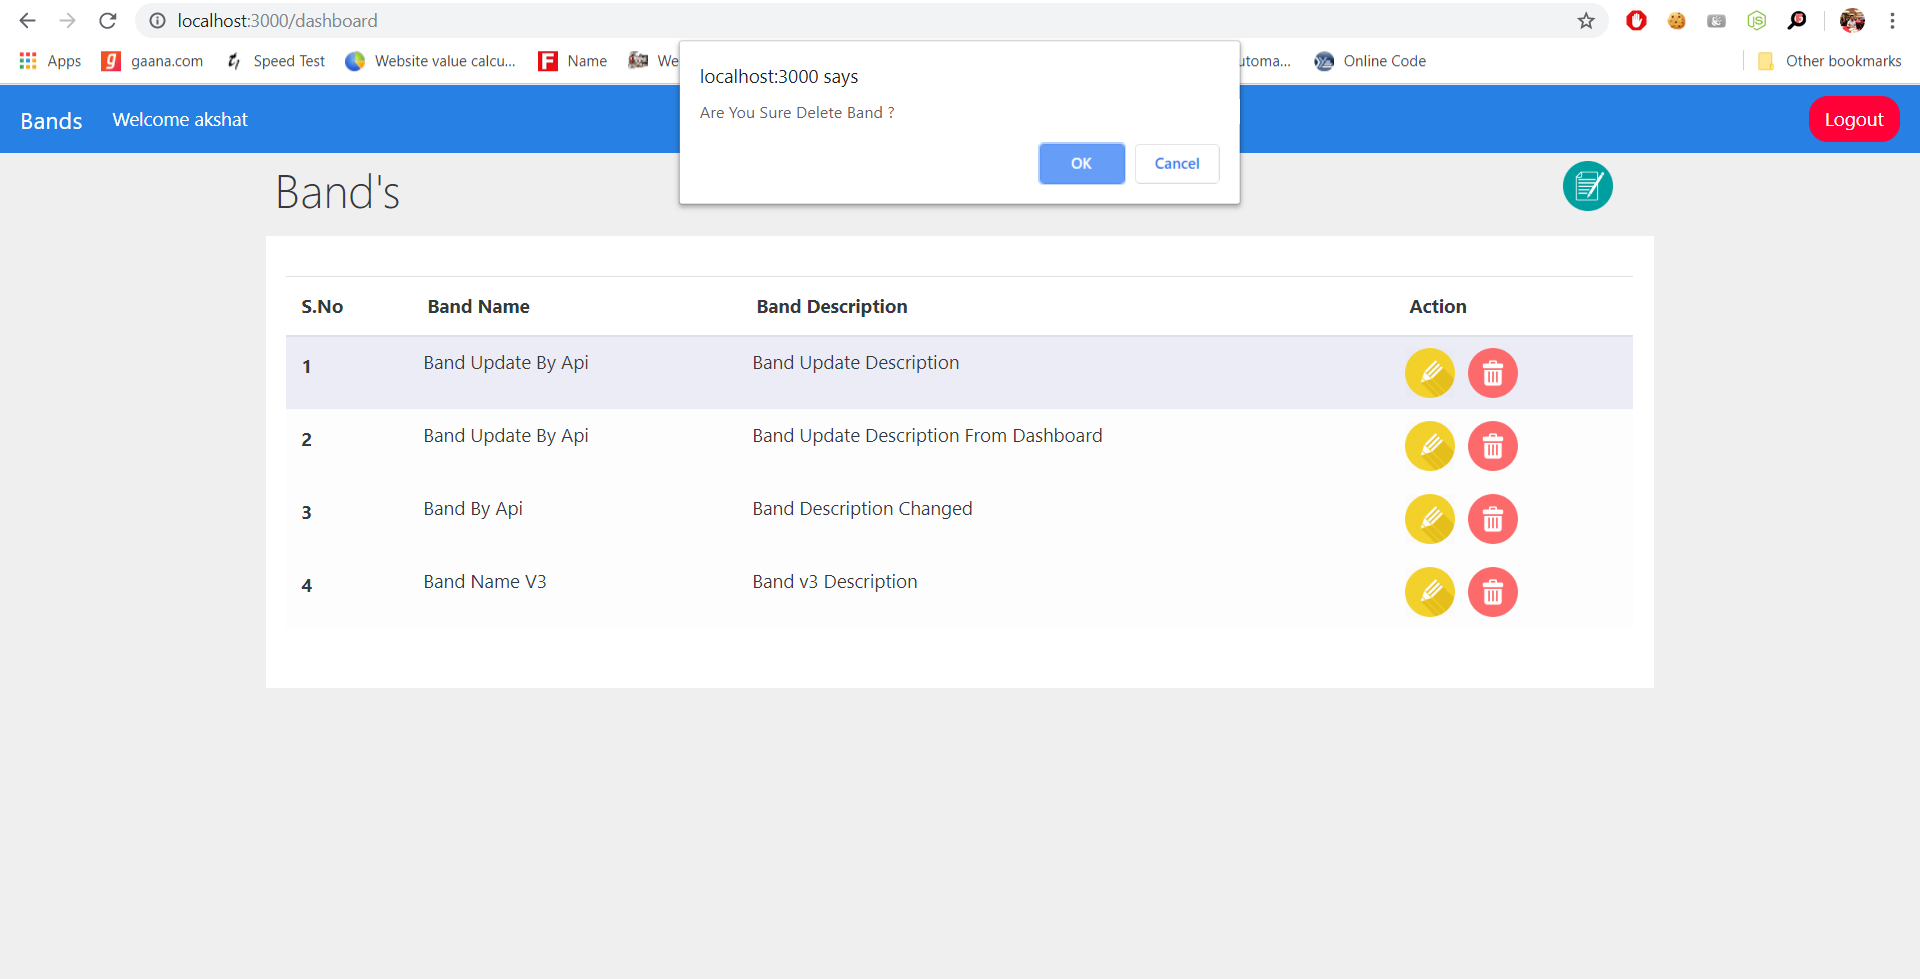 localhost:3000/dashboard
Apps gaana.com Speed Test Website value calcu... Name We utoma... Online Code Other bookmarks
localhost:3000 says
Are You Sure Delete Band ?
OK Cancel
Bands Welcome akshat Logout
Band's
S.No Band Name Band Description Action
1 Band Update By Api Band Update Description
2 Band Update By Api Band Update Description From Dashboard
3 Band By Api Band Description Changed
4 Band Name V3 Band v3 Description